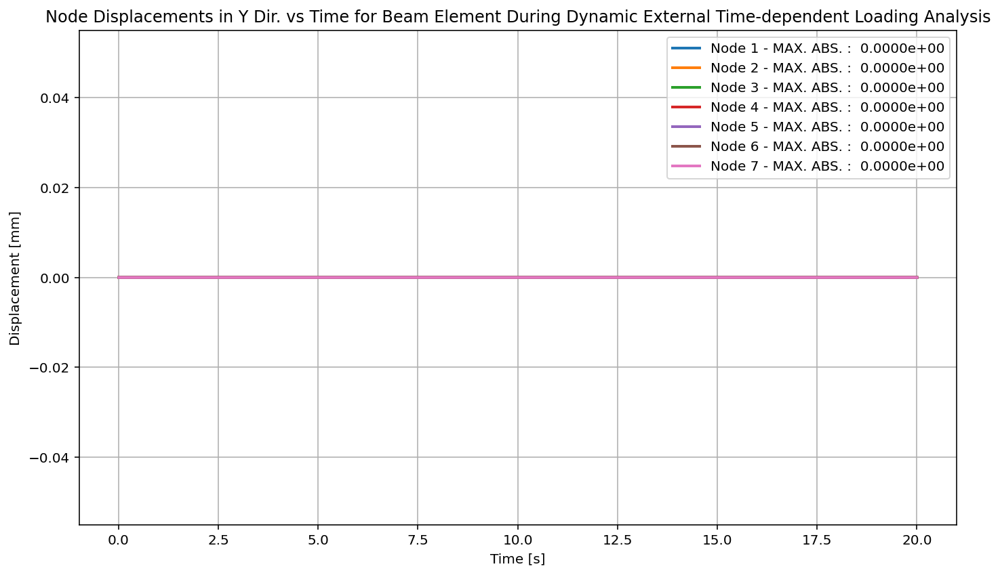 Node Displacements in Y Dir. vs Time for Beam Element During Dynamic External Time-dependent Loading Analysis
Node 1 - MAX. ABS. :  0.0000e+00
Node 2 - MAX. ABS. :  0.0000e+00
Node 3 - MAX. ABS. :  0.0000e+00
Node 4 - MAX. ABS. :  0.0000e+00
Node 5 - MAX. ABS. :  0.0000e+00
Node 6 - MAX. ABS. :  0.0000e+00
Node 7 - MAX. ABS. :  0.0000e+00
Displacement [mm]
0.04
0.02
0.00
−0.02
−0.04
0.0 2.5 5.0 7.5 10.0 12.5 15.0 17.5 20.0
Time [s]